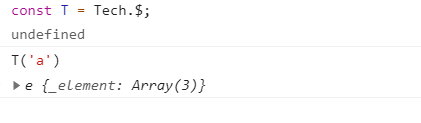 const T = Tech.$;
undefined
T('a')
▶e {_element: Array(3)}